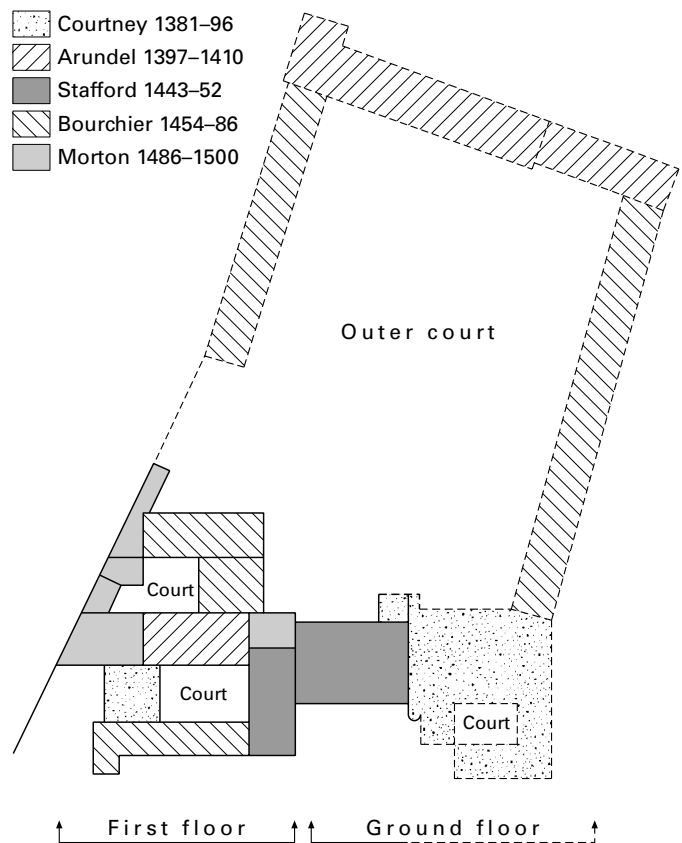 Courtney 1381–96
Arundel 1397–1410
Stafford 1443–52
Bourchier 1454–86
Morton 1486–1500
Outer court
Court
Court
Court
First floor
Ground floor